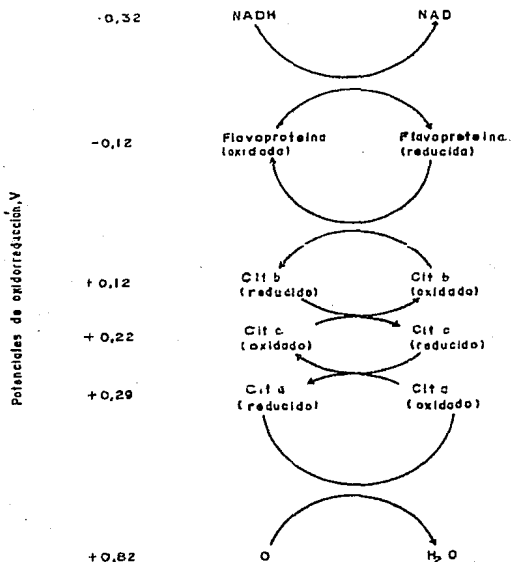 -0,32 NADH NAD
-0,12 Flavoproteina Flavoproteina
(oxidada) (reducida)
+0,12 Cit b Cit b
(reducido) (oxidado)
+0,22 Cit c Cit c
(oxidado) (reducido)
+0,29 Cit a Cit a
(reducido) (oxidado)
+0,82 O H2O
Potenciales de oxidorreducción,V